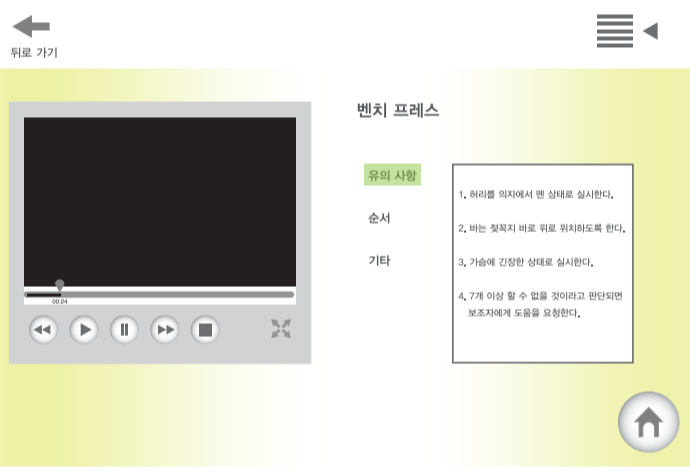 뒤로 가기
벤치 프레스
유의 사항
순서
기타
1. 허리를 의자에서 뗀 상태로 실시한다.
2. 바는 젖꼭지 바로 위로 위치하도록 한다.
3. 가슴에 긴장한 상태로 실시한다.
4. 7개 이상 할 수 없을 것이라고 판단되면
보조자에게 도움을 요청한다.
00:24